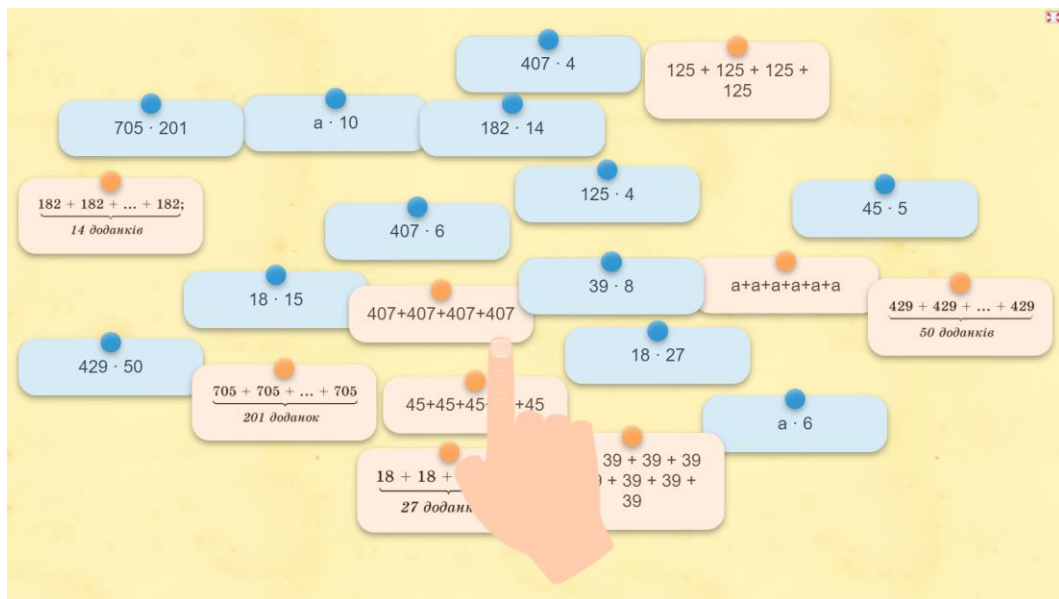 407 · 4
125 + 125 + 125 +
125
705 · 201
a · 10
182 · 14
182 + 182 + ... + 182;
14 доданків
125 · 4
45 · 5
407 · 6
18 · 15
407+407+407+407
39 · 8
a+a+a+a+a+a
429 + 429 + ... + 429
50 доданків
429 · 50
18 · 27
705 + 705 + ... + 705
201 доданок
45+45+45 +45
a · 6
18 + 18 +
27
39 + 39 + 39
+ 39 + 39 +
39